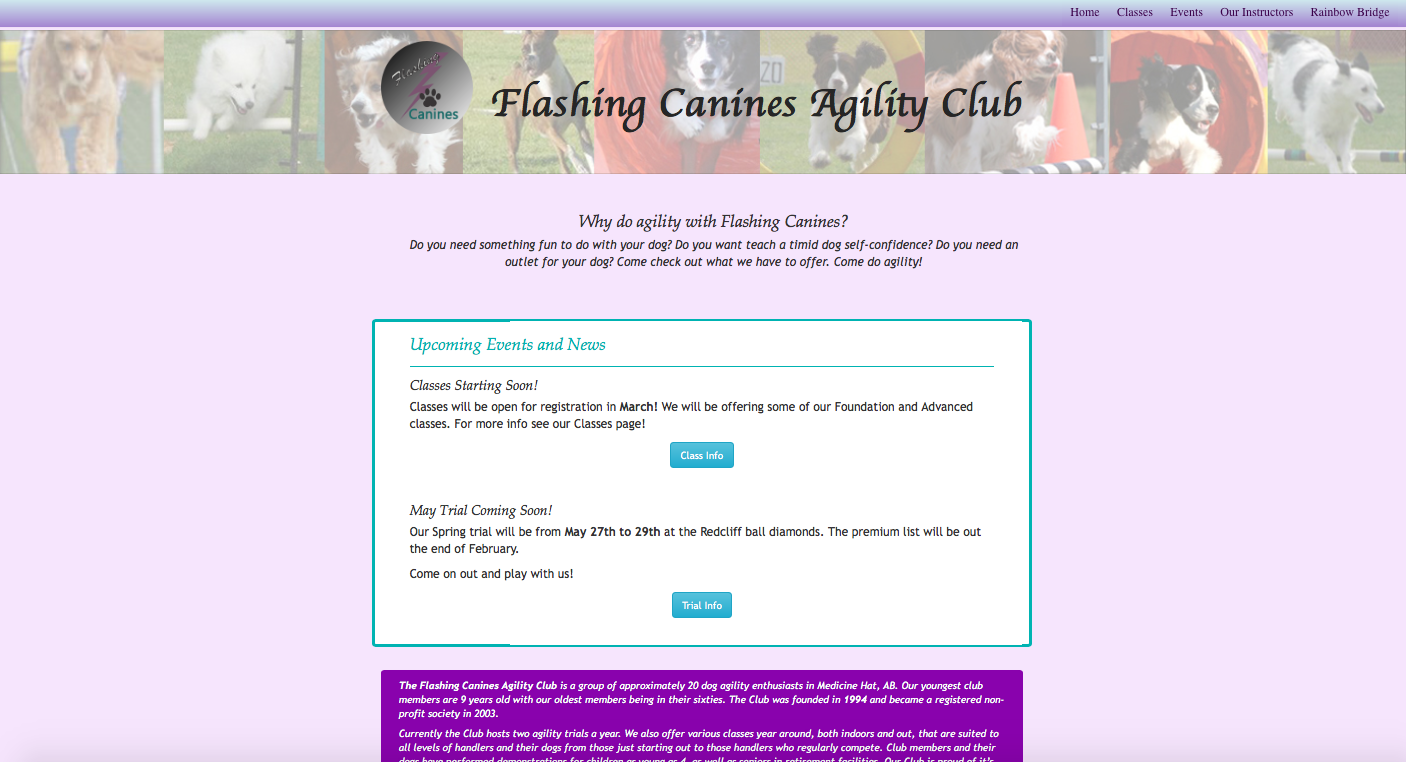 Home Classes Events Our Instructors Rainbow Bridge
Flashing
Canines
Flashing Canines Agility Club
20
Why do agility with Flashing Canines?
Do you need something fun to do with your dog? Do you want teach a timid dog self-confidence? Do you need an
outlet for your dog? Come check out what we have to offer. Come do agility!
Upcoming Events and News
Classes Starting Soon!
Classes will be open for registration in March! We will be offering some of our Foundation and Advanced
classes. For more info see our Classes page!
Class Info
May Trial Coming Soon!
Our Spring trial will be from May 27th to 29th at the Redcliff ball diamonds. The premium list will be out
the end of February.
Come on out and play with us!
Trial Info
The Flashing Canines Agility Club is a group of approximately 20 dog agility enthusiasts in Medicine Hat, AB. Our youngest club
members are 9 years old with our oldest members being in their sixties. The Club was founded in 1994 and became a registered non-
profit society in 2003.
Currently the Club hosts two agility trials a year. We also offer various classes year around, both indoors and out, that are suited to
all levels of handlers and their dogs from those just starting out to those handlers who regularly compete. Club members and their
dogs have performed demonstrations for children as young as 4, as well as seniors in retirement facilities. Our Club is proud of it's